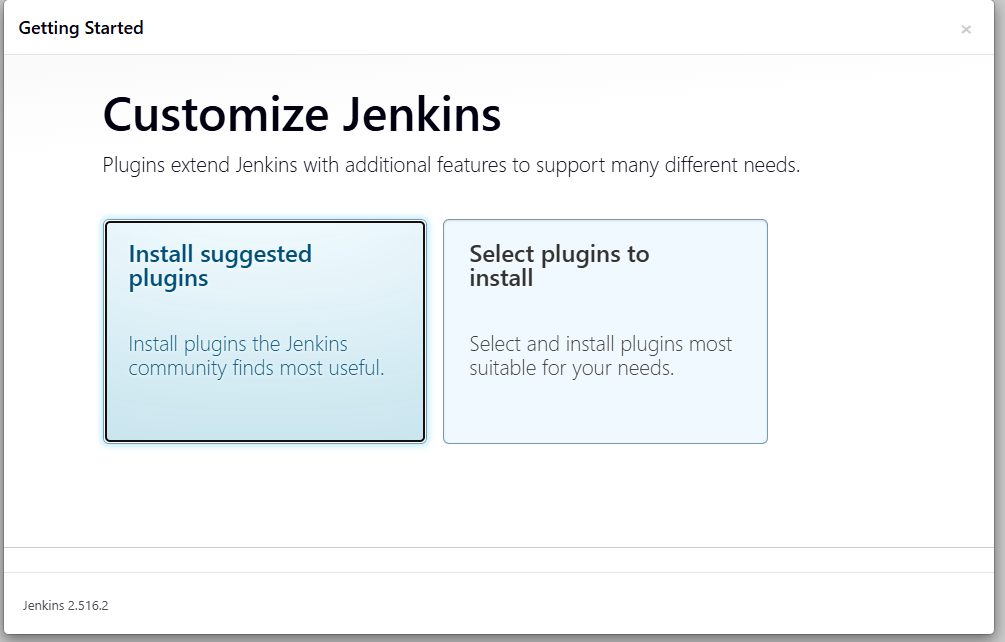 Getting Started
×
Customize Jenkins
Plugins extend Jenkins with additional features to support many different needs.
Install suggested
plugins
Install plugins the Jenkins
community finds most useful.
Select plugins to
install
Select and install plugins most
suitable for your needs.
Jenkins 2.516.2